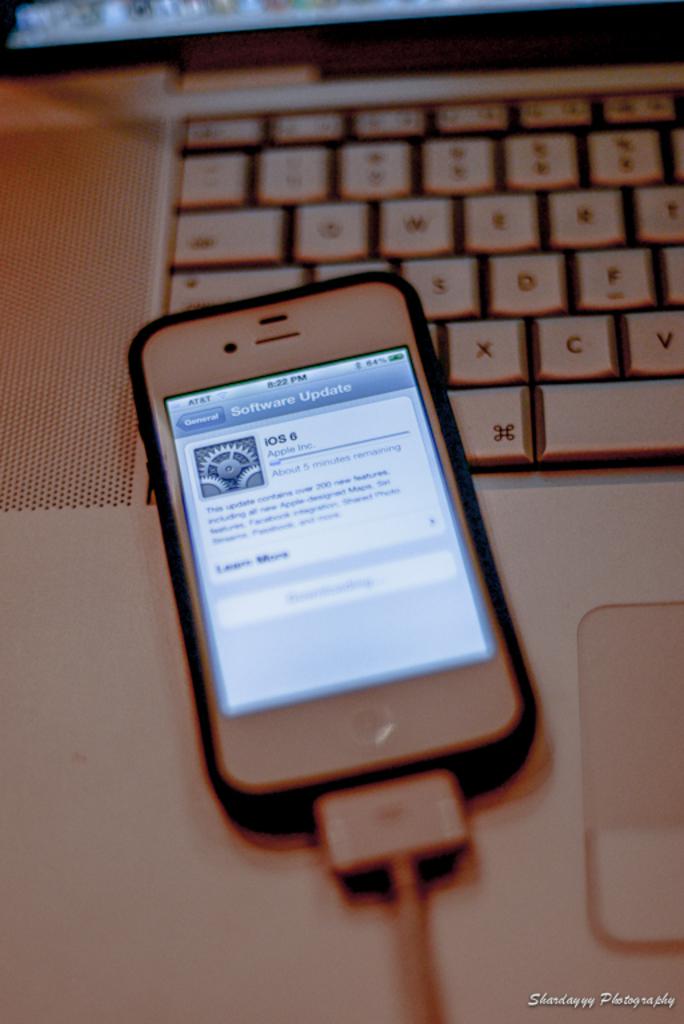 Q W E R T
S D F
X C V
⌘
AT&T 8:22 PM 64%
General Software Update
iOS 6
Apple Inc.
About 5 minutes remaining
This update contains over 200 new features,
including all new Apple-designed Maps, Siri
features, Facebook integration, Shared Photo
Streams, Passbook, and more.
Learn More
Downloading...
Shardayyy Photography